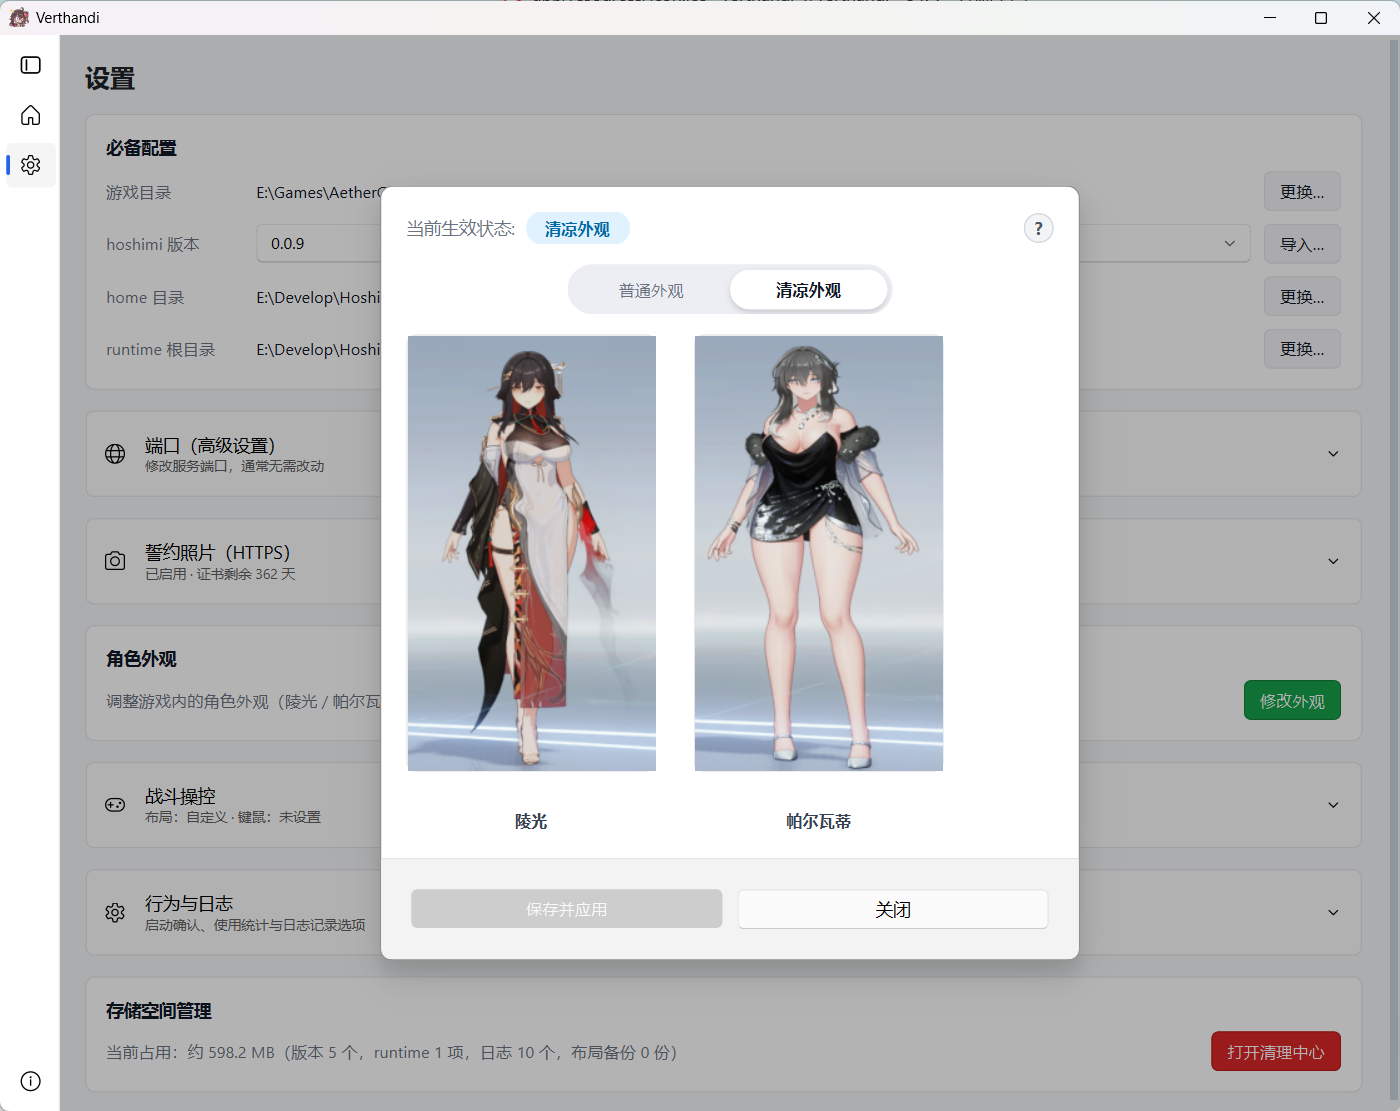 Verthandi
设置
必备配置
游戏目录
E:\Games\Aether
更换...
hoshimi 版本
0.0.9
导入...
home 目录
E:\Develop\Hoshi
更换...
runtime 根目录
E:\Develop\Hoshi
更换...
端口（高级设置）
修改服务端口，通常无需改动
誓约照片（HTTPS）
已启用 · 证书剩余 362 天
角色外观
调整游戏内的角色外观（陵光 / 帕尔瓦
修改外观
战斗操控
布局：自定义 · 键鼠：未设置
行为与日志
启动确认、使用统计与日志记录选项
存储空间管理
当前占用：约 598.2 MB（版本 5 个，runtime 1 项，日志 10 个，布局备份 0 份）
打开清理中心
当前生效状态:
清凉外观
?
普通外观
清凉外观
陵光
帕尔瓦蒂
保存并应用
关闭